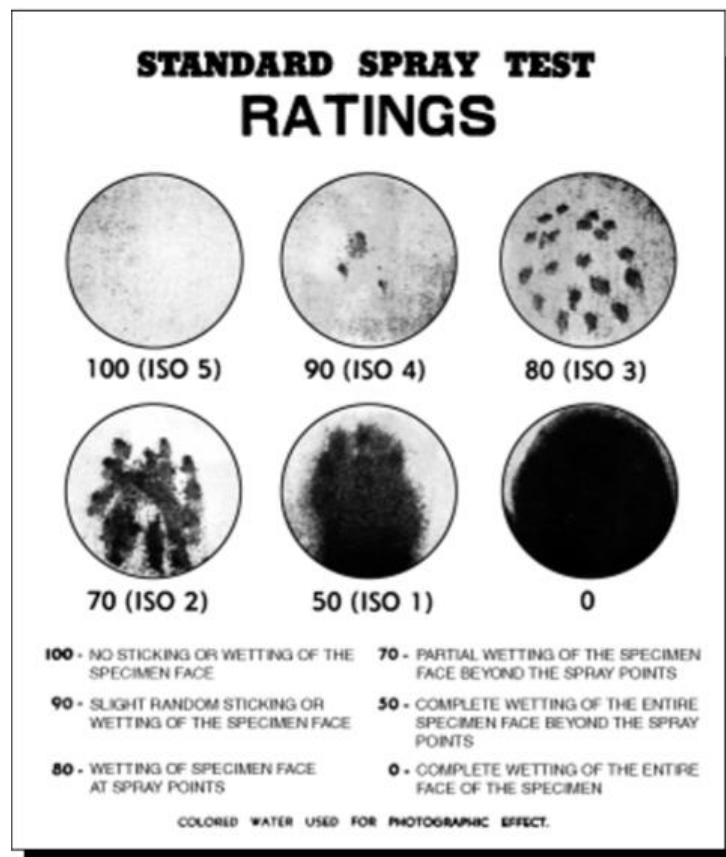 STANDARD SPRAY TEST
RATINGS
100 (ISO 5)
90 (ISO 4)
80 (ISO 3)
70 (ISO 2)
50 (ISO 1)
0
100 - NO STICKING OR WETTING OF THE
SPECIMEN FACE
90 - SLIGHT RANDOM STICKING OR
WETTING OF THE SPECIMEN FACE
80 - WETTING OF SPECIMEN FACE
AT SPRAY POINTS
70 - PARTIAL WETTING OF THE SPECIMEN
FACE BEYOND THE SPRAY POINTS
50 - COMPLETE WETTING OF THE ENTIRE
SPECIMEN FACE BEYOND THE SPRAY
POINTS
0 - COMPLETE WETTING OF THE ENTIRE
FACE OF THE SPECIMEN
COLORED WATER USED FOR PHOTOGRAPHIC EFFECT.